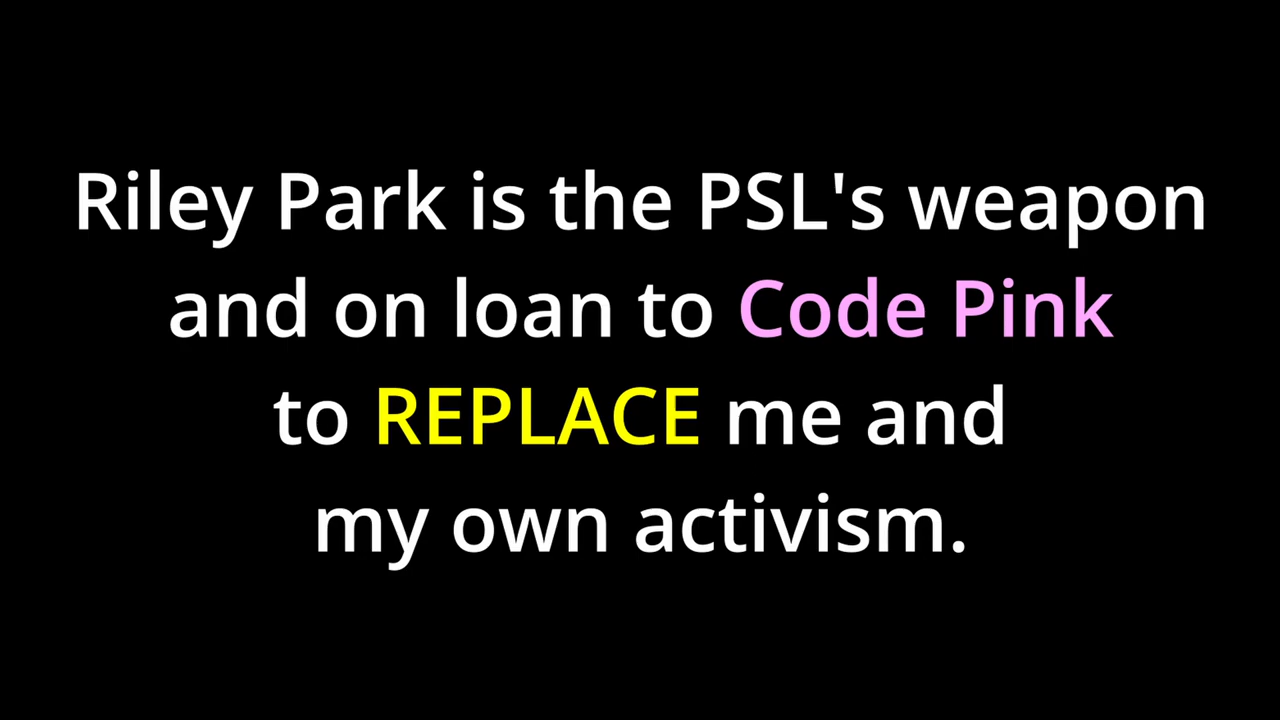 Riley Park is the PSL's weapon
and on loan to Code Pink
to REPLACE me and
my own activism.